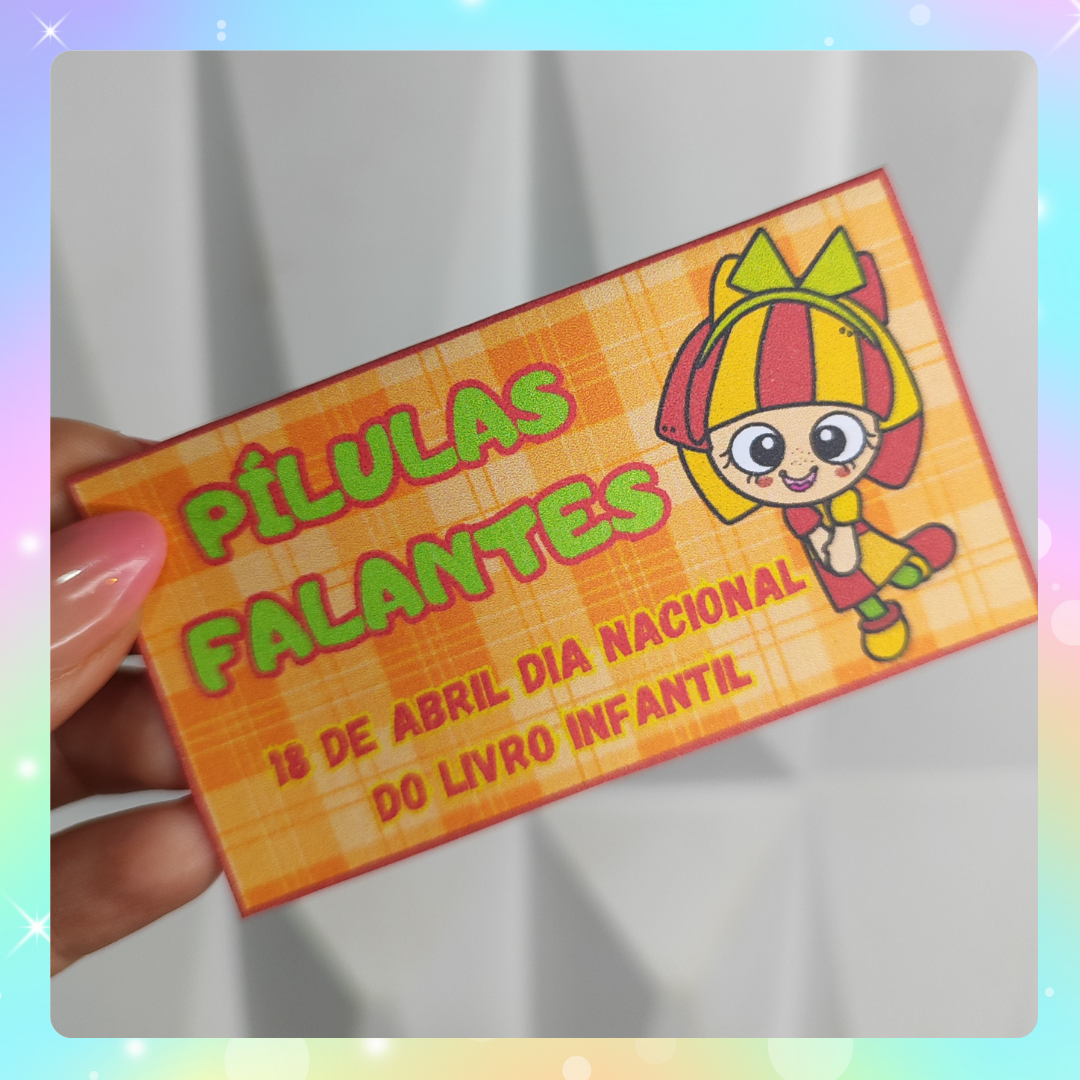 PÍLULAS
FALANTES
18 DE ABRIL DIA NACIONAL
DO LIVRO INFANTIL